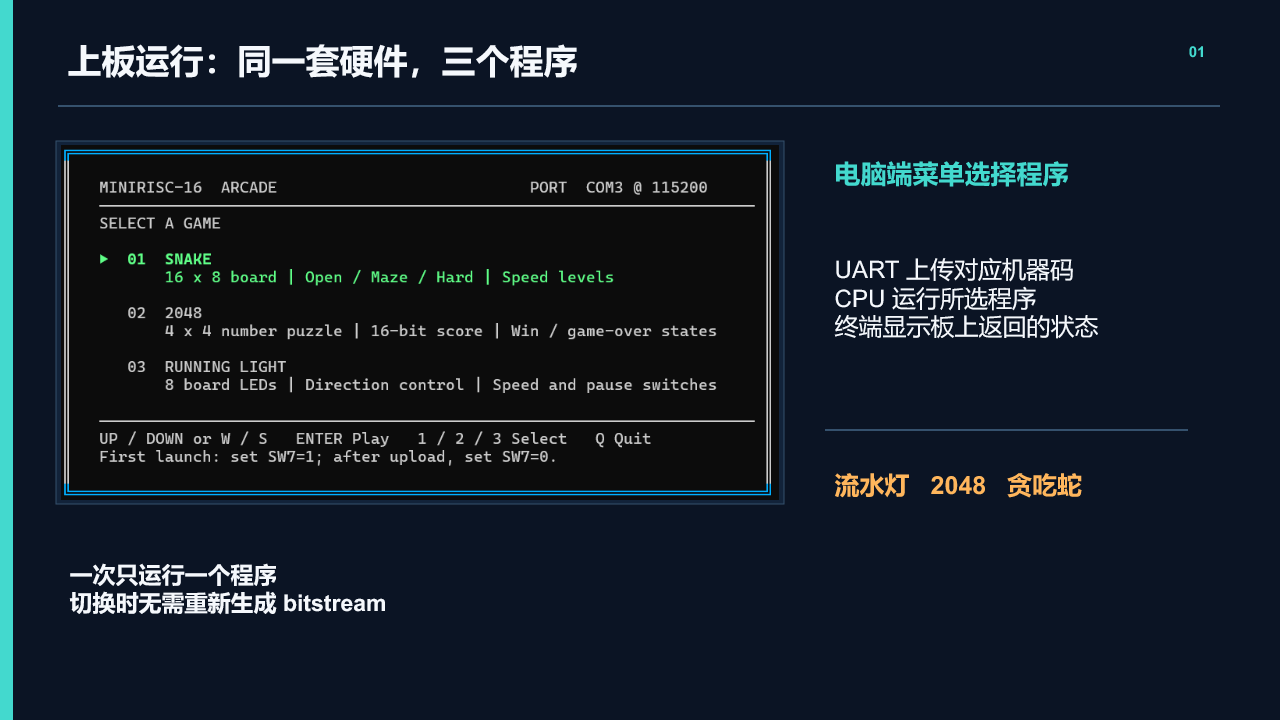 上板运行：同一套硬件，三个程序
01
MINIRISC-16 ARCADE PORT COM3 @ 115200
SELECT A GAME
▶ 01 SNAKE
16 x 8 board | Open / Maze / Hard | Speed levels
02 2048
4 x 4 number puzzle | 16-bit score | Win / game-over states
03 RUNNING LIGHT
8 board LEDs | Direction control | Speed and pause switches
UP / DOWN or W / S ENTER Play 1 / 2 / 3 Select Q Quit
First launch: set SW7=1; after upload, set SW7=0.
电脑端菜单选择程序
UART 上传对应机器码
CPU 运行所选程序
终端显示板上返回的状态
流水灯 2048 贪吃蛇
一次只运行一个程序
切换时无需重新生成 bitstream